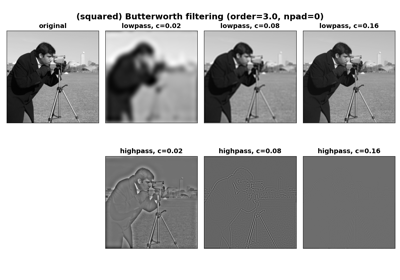 (squared) Butterworth filtering (order=3.0, npad=0)
original
lowpass, c=0.02
lowpass, c=0.08
lowpass, c=0.16
highpass, c=0.02
highpass, c=0.08
highpass, c=0.16